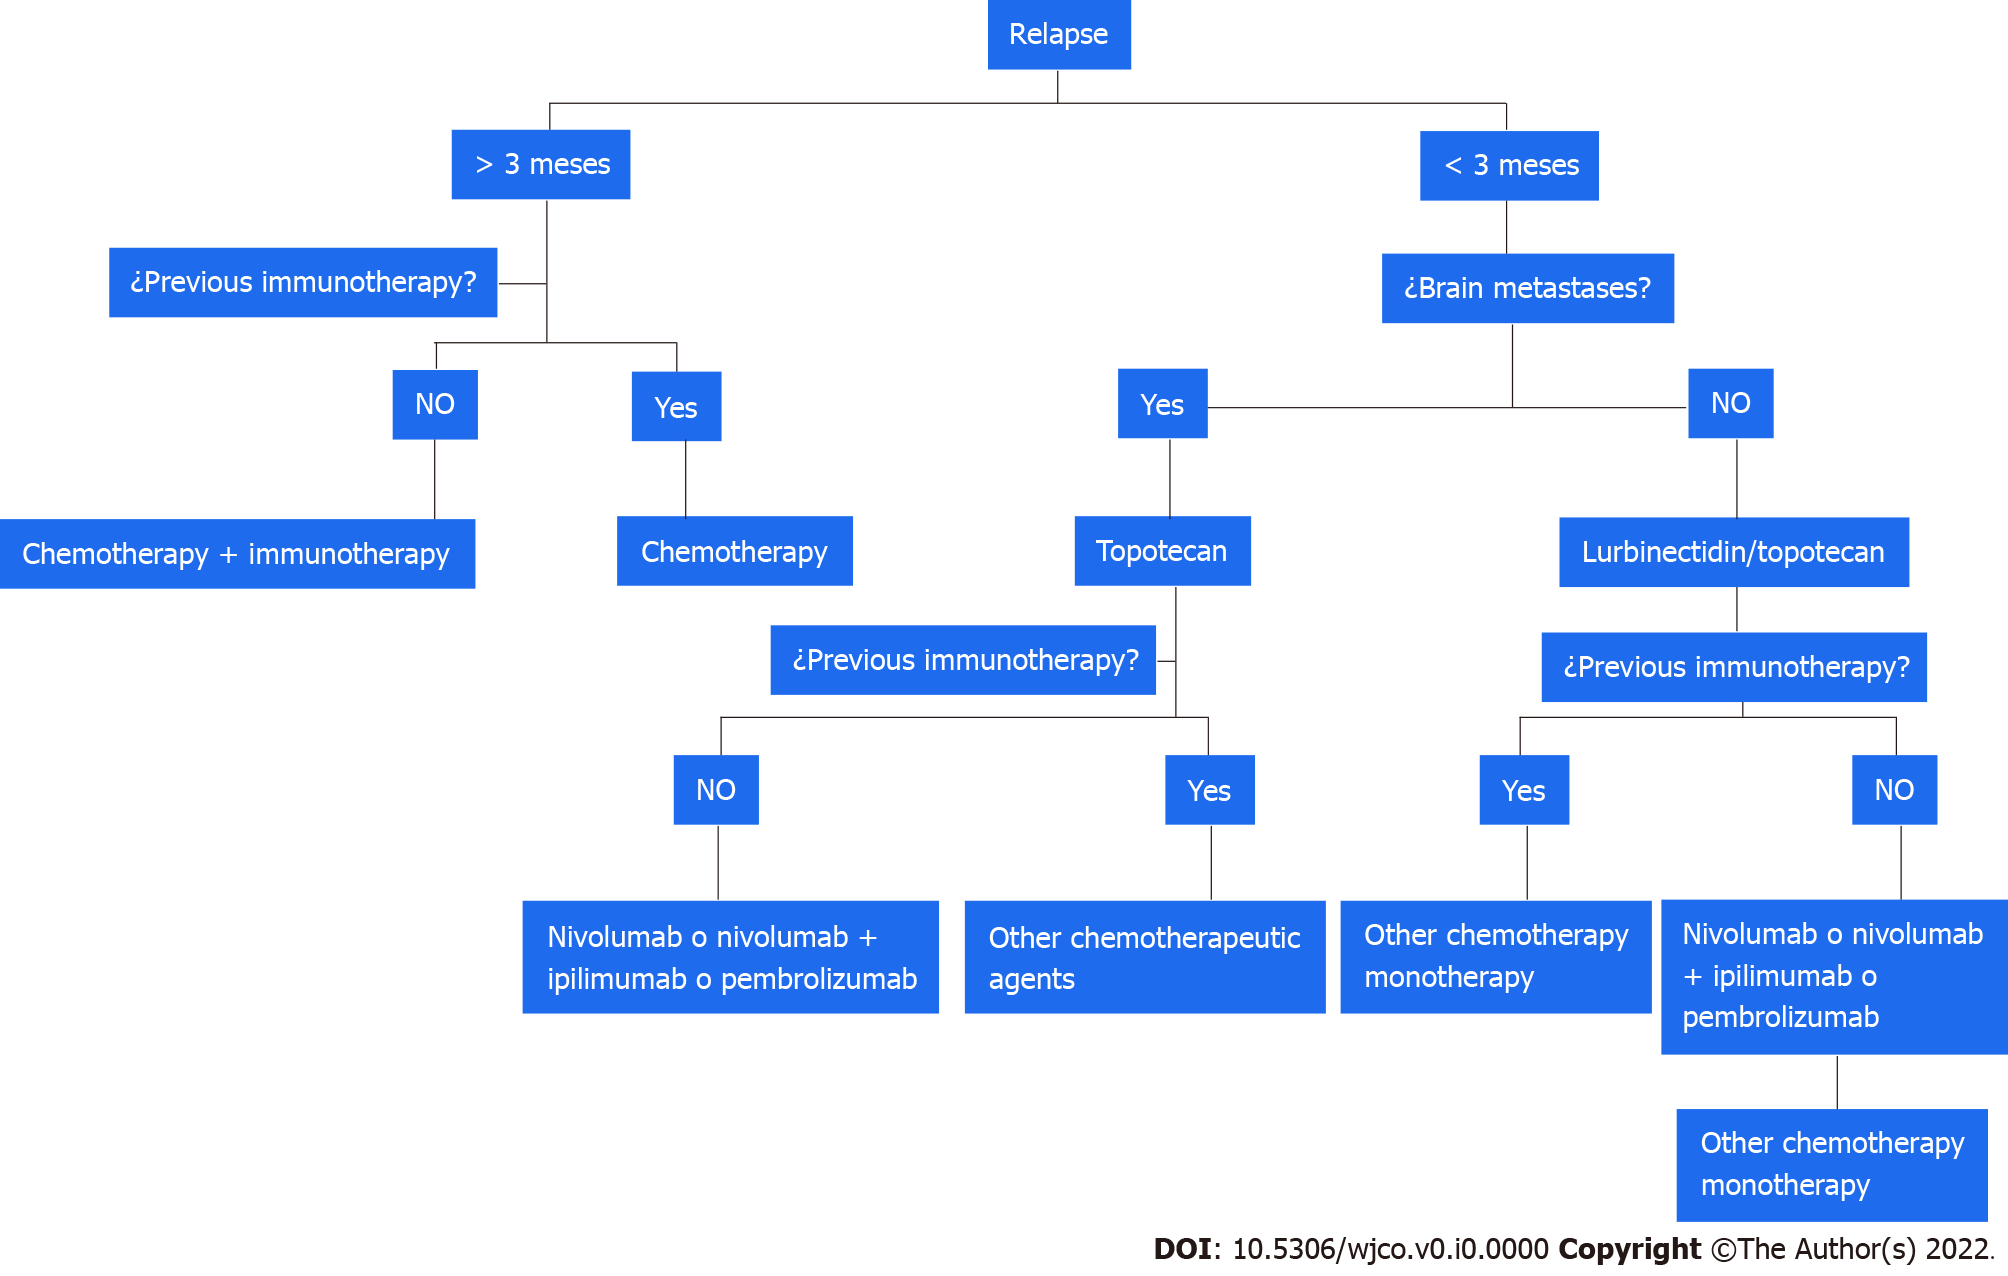 Relapse
> 3 meses
< 3 meses
¿Previous immunotherapy?
¿Brain metastases?
NO
Yes
Yes
NO
Chemotherapy + immunotherapy
Chemotherapy
Topotecan
Lurbinectidin/topotecan
¿Previous immunotherapy?
¿Previous immunotherapy?
NO
Yes
Yes
NO
Nivolumab o nivolumab +
ipilimumab o pembrolizumab
Other chemotherapeutic
agents
Other chemotherapy
monotherapy
Nivolumab o nivolumab
+ ipilimumab o
pembrolizumab
Other chemotherapy
monotherapy
DOI: 10.5306/wjco.v0.i0.0000 Copyright ©The Author(s) 2022.